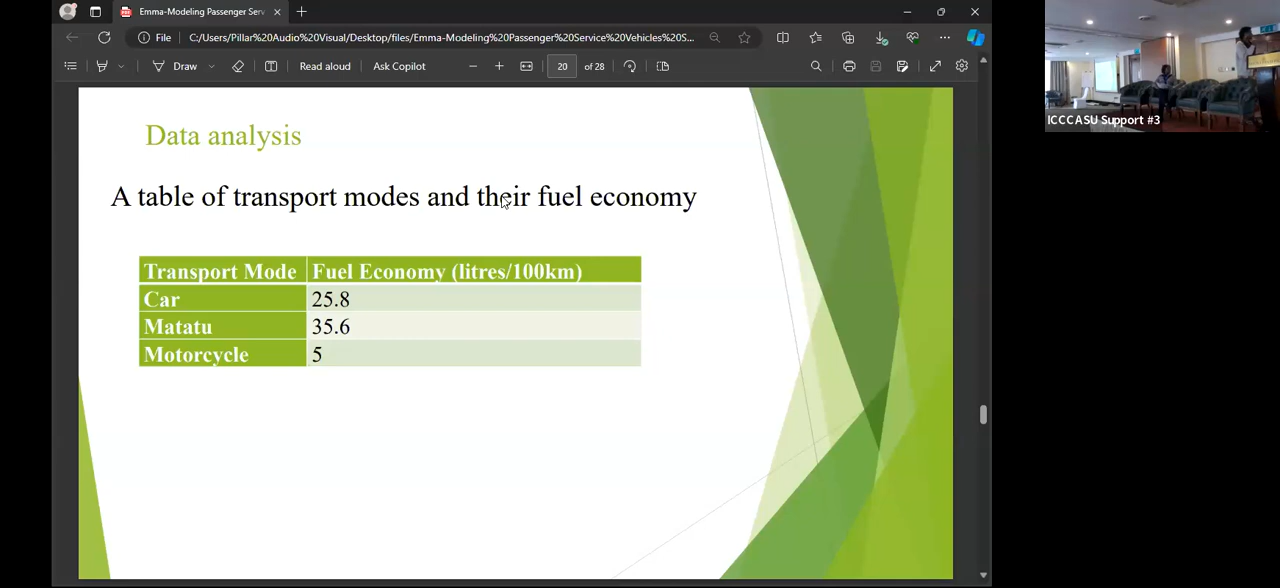 Emma-Modeling Passenger Serv
File
C:/Users/Pillar%20Audio%20Visual/Desktop/files/Emma-Modeling%20Passenger%20Service%20Vehicles%20S...
Draw
Read aloud
Ask Copilot
20
of 28
ICCCASU Support #3
Data analysis
A table of transport modes and their fuel economy
Transport Mode Fuel Economy (litres/100km)
Car 25.8
Matatu 35.6
Motorcycle 5